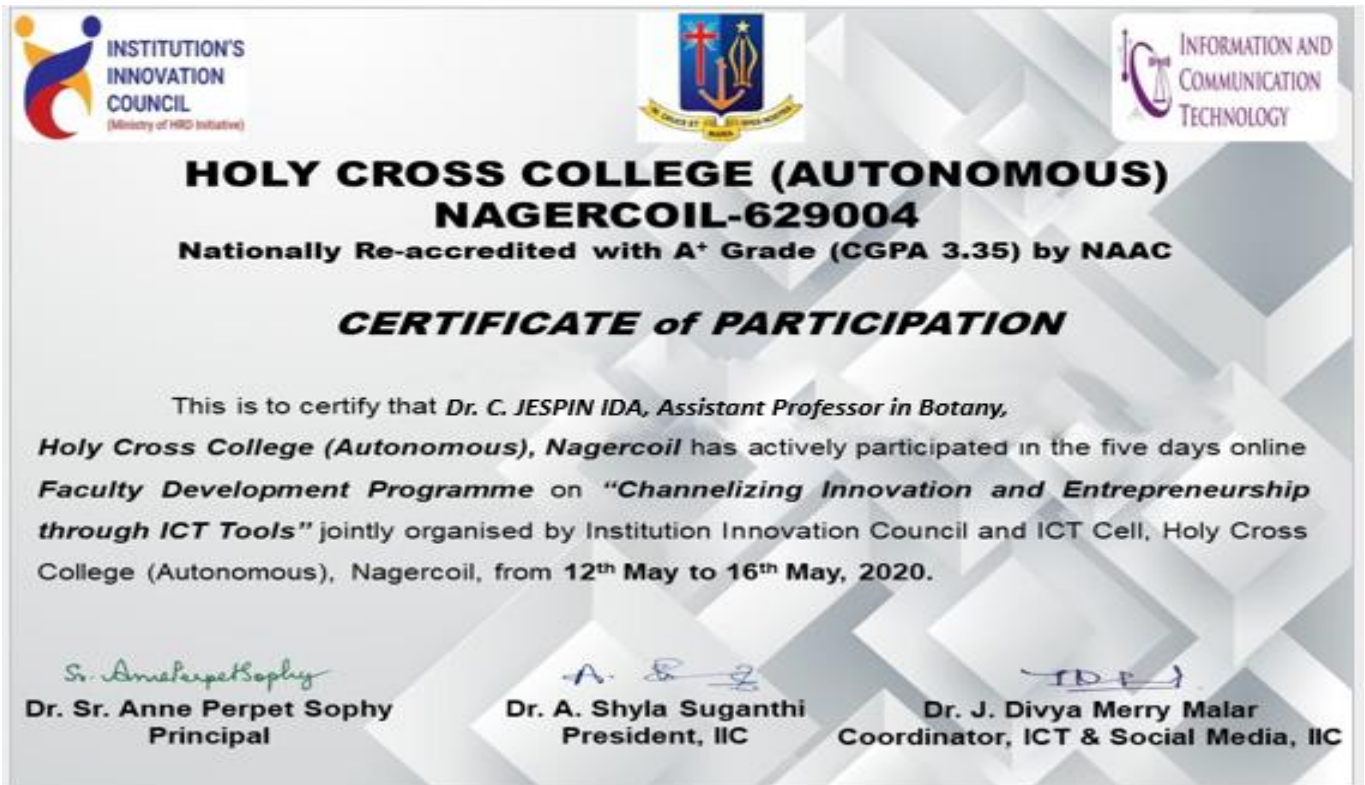 INSTITUTION'S
INNOVATION
COUNCIL
(Ministry of HRD Initiative)
INFORMATION AND
COMMUNICATION
TECHNOLOGY
HOLY CROSS COLLEGE (AUTONOMOUS)
NAGERCOIL-629004
Nationally Re-accredited with A⁺ Grade (CGPA 3.35) by NAAC
CERTIFICATE of PARTICIPATION
This is to certify that Dr. C. JESPIN IDA, Assistant Professor in Botany,
Holy Cross College (Autonomous), Nagercoil has actively participated in the five days online
Faculty Development Programme on “Channelizing Innovation and Entrepreneurship
through ICT Tools” jointly organised by Institution Innovation Council and ICT Cell, Holy Cross
College (Autonomous), Nagercoil, from 12th May to 16th May, 2020.
Sr. AnnePerpetSophy
Dr. Sr. Anne Perpet Sophy
Principal
Dr. A. Shyla Suganthi
President, IIC
Dr. J. Divya Merry Malar
Coordinator, ICT & Social Media, IIC